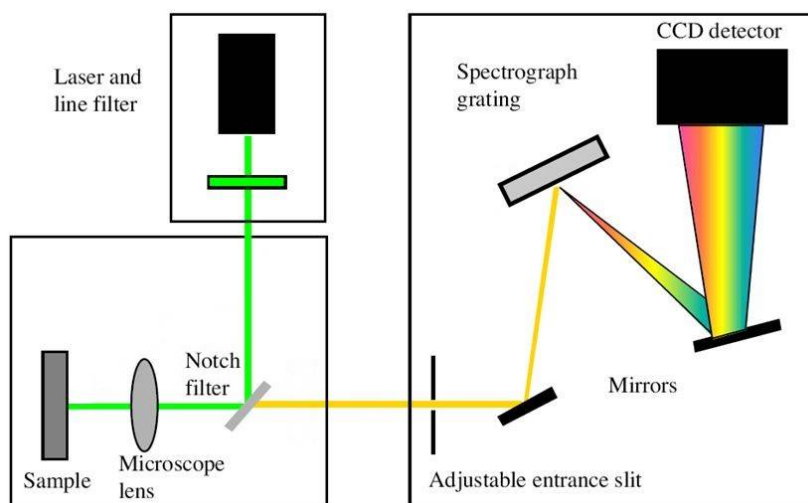 CCD detector
Laser and
line filter
Spectrograph
grating
Notch
filter
Mirrors
Sample
Microscope
lens
Adjustable entrance slit